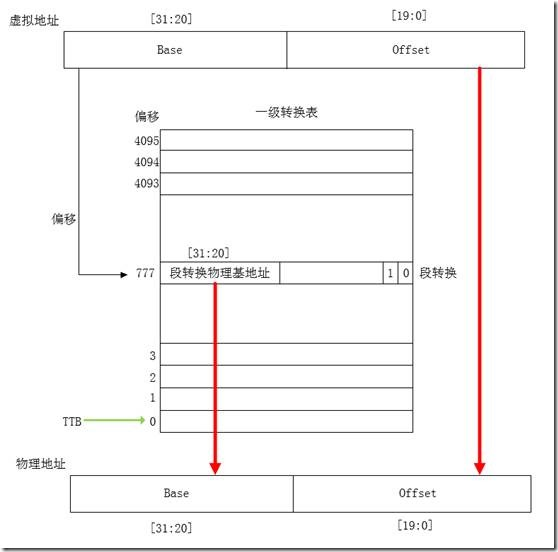 虚拟地址
[31:20]
[19:0]
Base
Offset
偏移
一级转换表
4095
4094
4093
偏移
[31:20]
777
段转换物理基地址
1
0
段转换
3
2
1
TTB
0
物理地址
Base
Offset
[31:20]
[19:0]